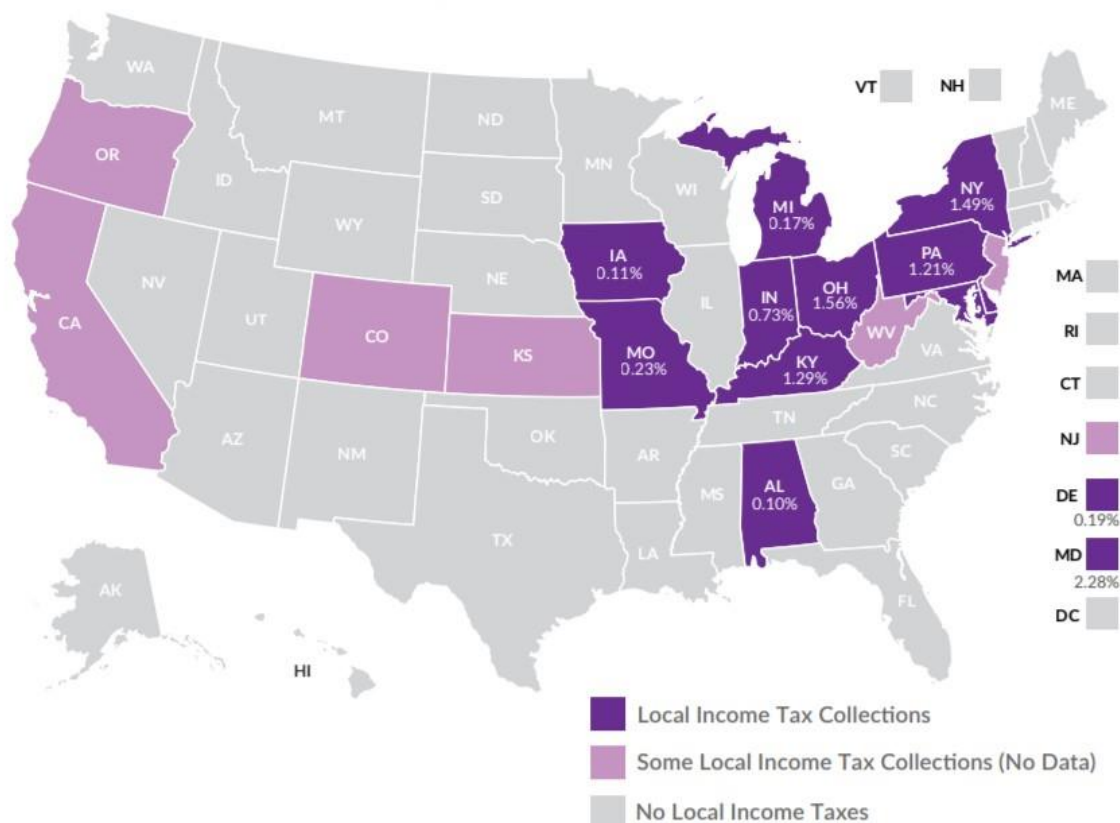 WA
MT
ND
MN
VT
NH
ME
OR
ID
SD
WI
MI
0.17%
NY
1.49%
WY
IA
0.11%
PA
1.21%
NV
NE
IL
IN
0.73%
OH
1.56%
MA
CA
UT
CO
KS
MO
0.23%
KY
1.29%
WV
VA
RI
CT
AZ
NM
OK
AR
TN
NC
NJ
SC
MS
AL
0.10%
GA
DE
0.19%
TX
LA
MD
2.28%
AK
FL
DC
HI
Local Income Tax Collections
Some Local Income Tax Collections (No Data)
No Local Income Taxes